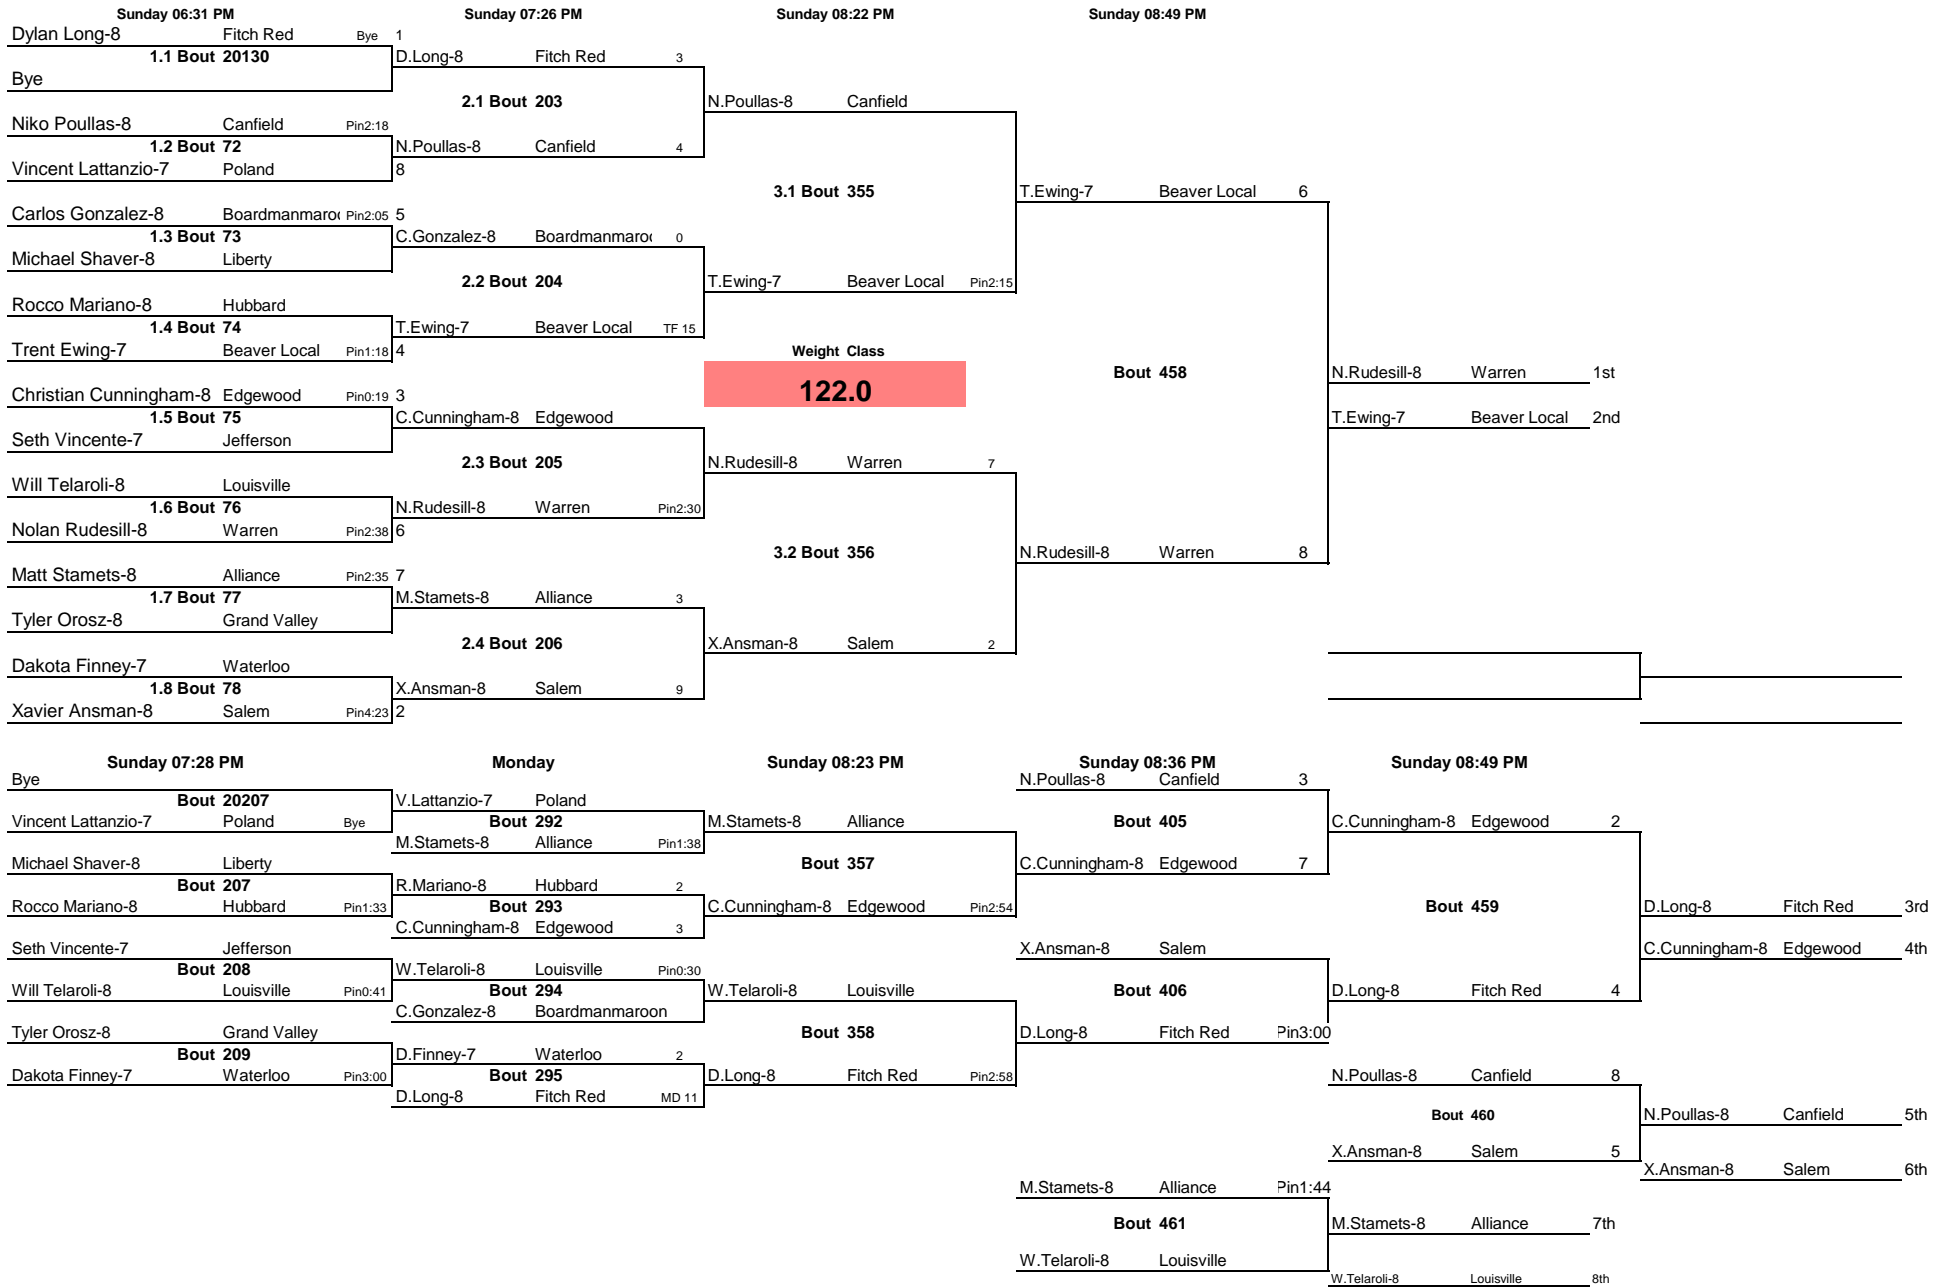 Sunday 06:31 PM Sunday 07:26 PM Sunday 08:22 PM Sunday 08:49 PM
Dylan Long-8 Fitch Red Bye 1
1.1 Bout 20130 D.Long-8 Fitch Red 3
Bye
2.1 Bout 203 N.Poullas-8 Canfield
Niko Poullas-8 Canfield Pin2:18
1.2 Bout 72 N.Poullas-8 Canfield 4
Vincent Lattanzio-7 Poland 8
3.1 Bout 355 T.Ewing-7 Beaver Local 6
Carlos Gonzalez-8 Boardmanmaroo Pin2:05 5
1.3 Bout 73 C.Gonzalez-8 Boardmanmaroo 0
Michael Shaver-8 Liberty
2.2 Bout 204 T.Ewing-7 Beaver Local Pin2:15
Rocco Mariano-8 Hubbard
1.4 Bout 74 T.Ewing-7 Beaver Local TF 15
Trent Ewing-7 Beaver Local Pin1:18 4 Weight Class
Bout 458 N.Rudesill-8 Warren 1st
Christian Cunningham-8 Edgewood Pin0:19 3 122.0
1.5 Bout 75 C.Cunningham-8 Edgewood T.Ewing-7 Beaver Local 2nd
Seth Vincente-7 Jefferson
2.3 Bout 205 N.Rudesill-8 Warren 7
Will Telaroli-8 Louisville
1.6 Bout 76 N.Rudesill-8 Warren Pin2:30
Nolan Rudesill-8 Warren Pin2:38 6
3.2 Bout 356 N.Rudesill-8 Warren 8
Matt Stamets-8 Alliance Pin2:35 7
1.7 Bout 77 M.Stamets-8 Alliance 3
Tyler Orosz-8 Grand Valley
2.4 Bout 206 X.Ansman-8 Salem 2
Dakota Finney-7 Waterloo
1.8 Bout 78 X.Ansman-8 Salem 9
Xavier Ansman-8 Salem Pin4:23 2
Sunday 07:28 PM Monday Sunday 08:23 PM Sunday 08:36 PM Sunday 08:49 PM
Bye N.Poullas-8 Canfield 3
Bout 20207 V.Lattanzio-7 Poland
Vincent Lattanzio-7 Poland Bye Bout 292 M.Stamets-8 Alliance Bout 405 C.Cunningham-8 Edgewood 2
M.Stamets-8 Alliance Pin1:38
Michael Shaver-8 Liberty Bout 357 C.Cunningham-8 Edgewood 7
Bout 207 R.Mariano-8 Hubbard 2
Rocco Mariano-8 Hubbard Pin1:33 Bout 293 C.Cunningham-8 Edgewood Pin2:54 Bout 459 D.Long-8 Fitch Red 3rd
C.Cunningham-8 Edgewood 3
Seth Vincente-7 Jefferson X.Ansman-8 Salem C.Cunningham-8 Edgewood 4th
Bout 208 W.Telaroli-8 Louisville Pin0:30
Will Telaroli-8 Louisville Pin0:41 Bout 294 W.Telaroli-8 Louisville Bout 406 D.Long-8 Fitch Red 4
C.Gonzalez-8 Boardmanmaroon
Tyler Orosz-8 Grand Valley Bout 358 D.Long-8 Fitch Red Pin3:00
Bout 209 D.Finney-7 Waterloo 2
Dakota Finney-7 Waterloo Pin3:00 Bout 295 D.Long-8 Fitch Red Pin2:58 N.Poullas-8 Canfield 8
D.Long-8 Fitch Red MD 11
Bout 460 N.Poullas-8 Canfield 5th
X.Ansman-8 Salem 5
X.Ansman-8 Salem 6th
M.Stamets-8 Alliance Pin1:44
Bout 461 M.Stamets-8 Alliance 7th
W.Telaroli-8 Louisville
W.Telaroli-8 Louisville 8th